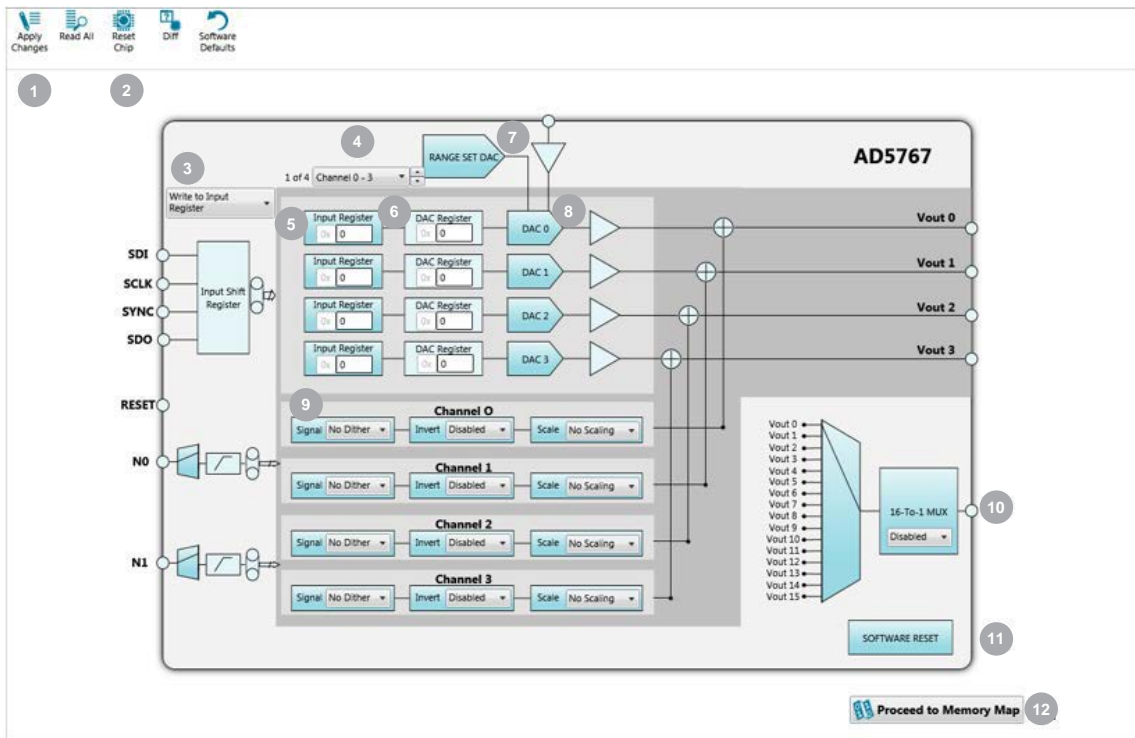 Apply Changes
Read All
Reset Chip
Diff
Software Defaults
1
2
3
4
7
RANGE SET DAC
AD5767
1 of 4 Channel 0 - 3
Write to Input Register
5
Input Register
0x 0
6
DAC Register
0x 0
DAC 0
8
Vout 0
Input Register
0x 0
DAC Register
0x 0
DAC 1
Vout 1
Input Register
0x 0
DAC Register
0x 0
DAC 2
Vout 2
Input Register
0x 0
DAC Register
0x 0
DAC 3
Vout 3
SDI
SCLK
SYNC
SDO
Input Shift Register
RESET
N0
N1
9
Channel O
Signal No Dither Invert Disabled Scale No Scaling
Channel 1
Signal No Dither Invert Disabled Scale No Scaling
Channel 2
Signal No Dither Invert Disabled Scale No Scaling
Channel 3
Signal No Dither Invert Disabled Scale No Scaling
Vout 0
Vout 1
Vout 2
Vout 3
Vout 4
Vout 5
Vout 6
Vout 7
Vout 8
Vout 9
Vout 10
Vout 11
Vout 12
Vout 13
Vout 14
Vout 15
16-To-1 MUX
Disabled
10
SOFTWARE RESET
11
Proceed to Memory Map
12